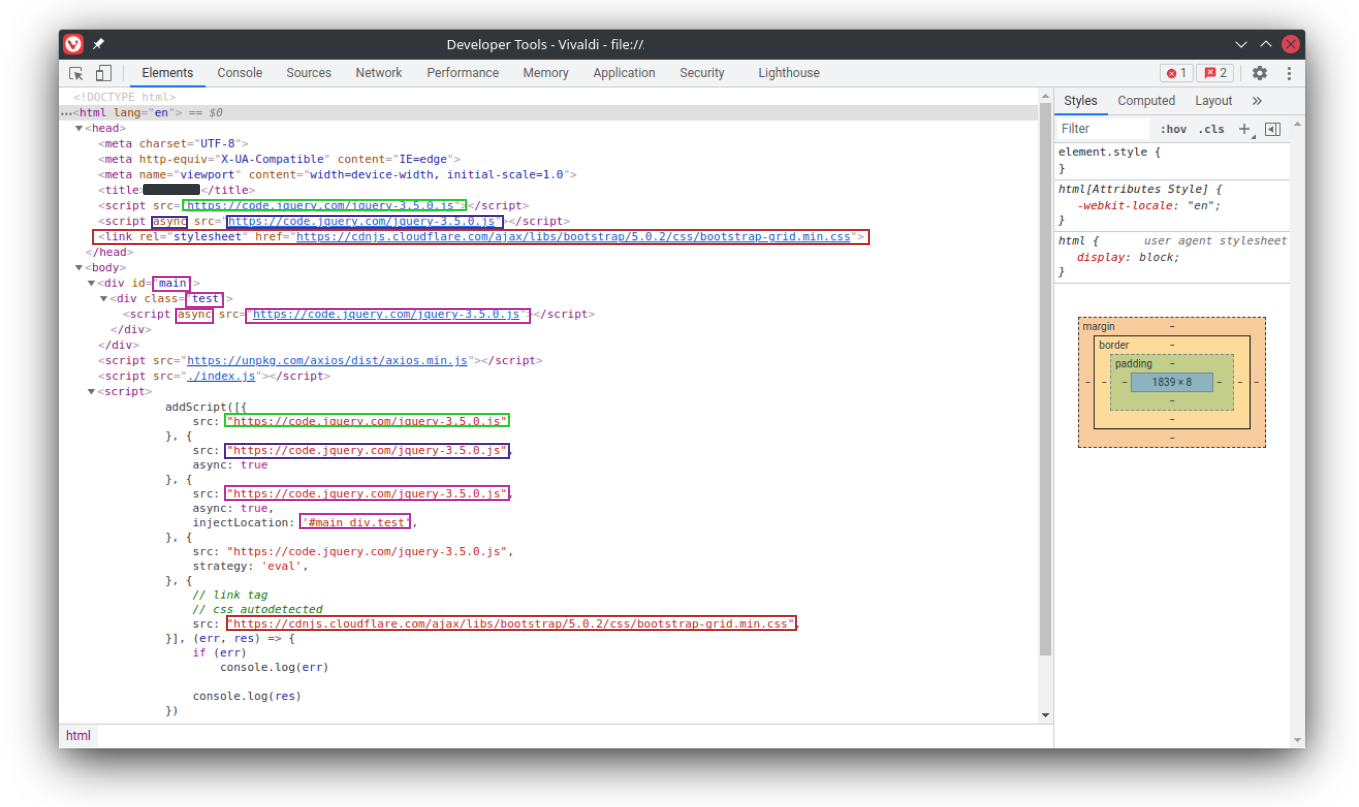 Developer Tools - Vivaldi - file://
Elements Console Sources Network Performance Memory Application Security Lighthouse 1 2
<!DOCTYPE html>
…<html lang="en"> == $0
<head>
<meta charset="UTF-8">
<meta http-equiv="X-UA-Compatible" content="IE=edge">
<meta name="viewport" content="width=device-width, initial-scale=1.0">
<title></title>
<script src="https://code.jquery.com/jquery-3.5.0.js"></script>
<script async src="https://code.jquery.com/jquery-3.5.0.js"></script>
<link rel="stylesheet" href="https://cdnjs.cloudflare.com/ajax/libs/bootstrap/5.0.2/css/bootstrap-grid.min.css">
</head>
<body>
<div id="main">
<div class="test">
<script async src="https://code.jquery.com/jquery-3.5.0.js"></script>
</div>
</div>
<script src="https://unpkg.com/axios/dist/axios.min.js"></script>
<script src="./index.js"></script>
<script>
addScript([{
src: "https://code.jquery.com/jquery-3.5.0.js"
}, {
src: "https://code.jquery.com/jquery-3.5.0.js",
async: true
}, {
src: "https://code.jquery.com/jquery-3.5.0.js",
async: true,
injectLocation: '#main div.test',
}, {
src: "https://code.jquery.com/jquery-3.5.0.js",
strategy: 'eval',
}, {
// link tag
// css autodetected
src: "https://cdnjs.cloudflare.com/ajax/libs/bootstrap/5.0.2/css/bootstrap-grid.min.css",
}], (err, res) => {
if (err)
console.log(err)
console.log(res)
})
html
Styles Computed Layout »
Filter :hov .cls +
element.style {
}
html[Attributes Style] {
-webkit-locale: "en";
}
html { user agent stylesheet
display: block;
}
margin -
border -
padding -
- - - 1839 × 8 - - -
-
-
-